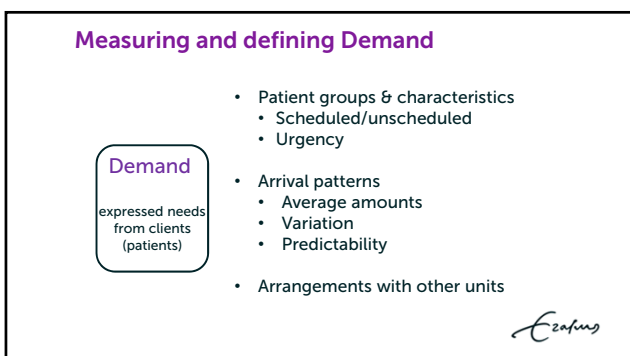 Measuring and defining Demand
Demand
expressed needs
from clients
(patients)
• Patient groups & characteristics
• Scheduled/unscheduled
• Urgency
• Arrival patterns
• Average amounts
• Variation
• Predictability
• Arrangements with other units
Erasmus